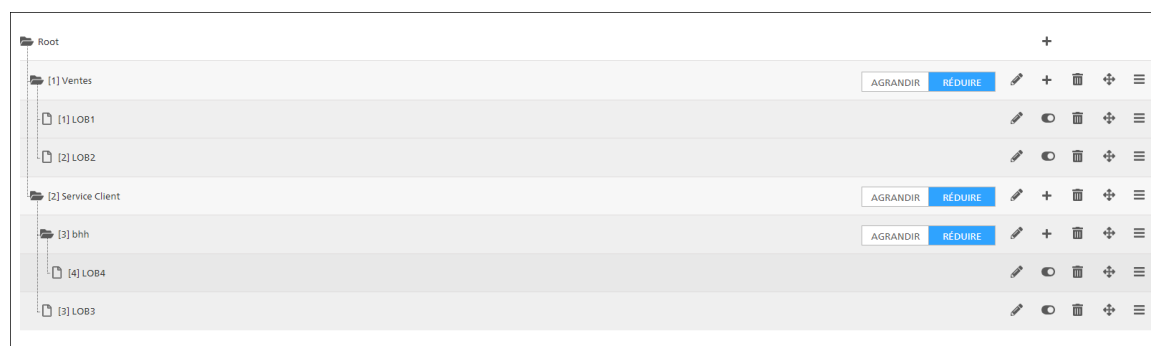 Root
[1] Ventes AGRANDIR RÉDUIRE
[1] LOB1
[2] LOB2
[2] Service Client AGRANDIR RÉDUIRE
[3] bhh AGRANDIR RÉDUIRE
[4] LOB4
[3] LOB3